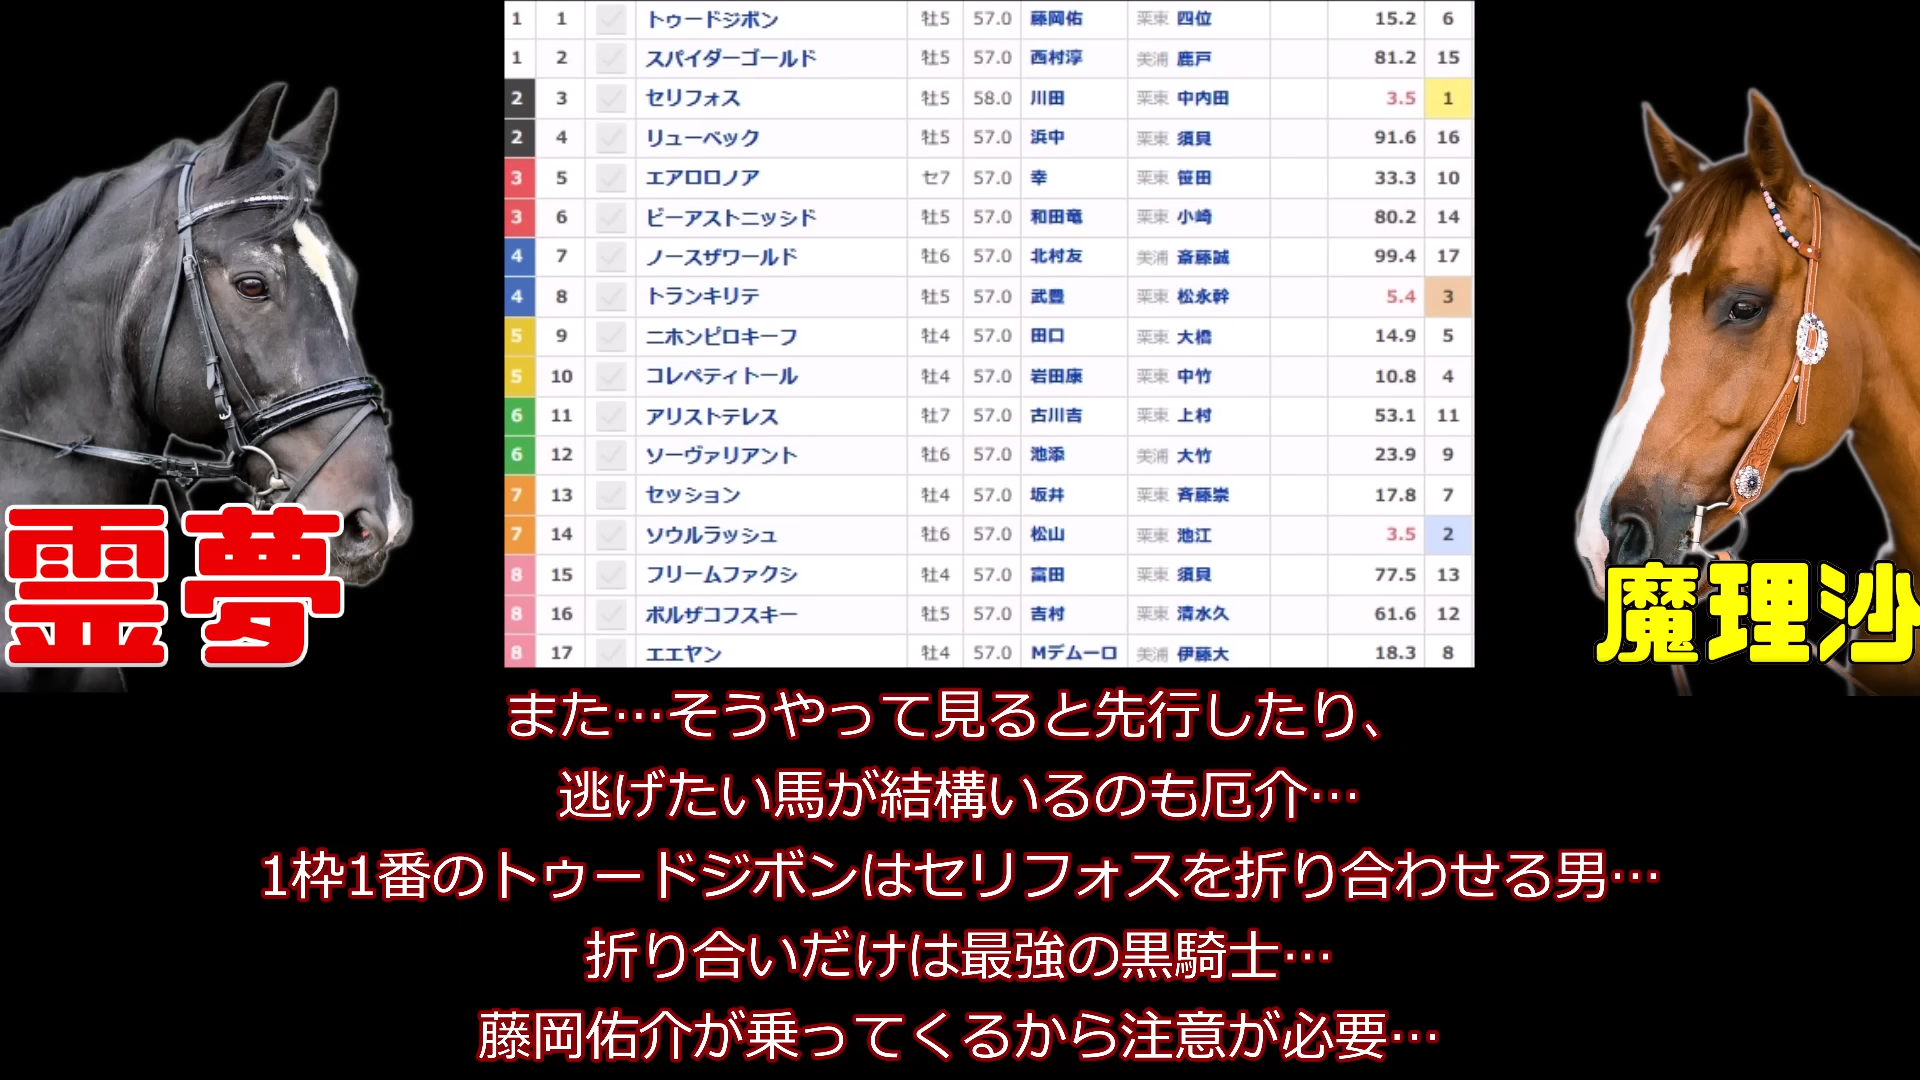 1 1 トゥードジボン 牡5 57.0 藤岡佑 栗東 四位 15.2 6
1 2 スパイダーゴールド 牡5 57.0 西村淳 美浦 鹿戸 81.2 15
2 3 セリフォス 牡5 58.0 川田 栗東 中内田 3.5 1
2 4 リューベック 牡5 57.0 浜中 栗東 須貝 91.6 16
3 5 エアロロノア セ7 57.0 幸 栗東 笹田 33.3 10
3 6 ビーアストニッシド 牡5 57.0 和田竜 栗東 小崎 80.2 14
4 7 ノースザワールド 牡6 57.0 北村友 美浦 斎藤誠 99.4 17
4 8 トランキリテ 牡5 57.0 武豊 栗東 松永幹 5.4 3
5 9 ニホンピロキーフ 牡4 57.0 田口 栗東 大橋 14.9 5
5 10 コレペティトール 牡4 57.0 岩田康 栗東 中竹 10.8 4
6 11 アリストテレス 牡7 57.0 古川吉 栗東 上村 53.1 11
6 12 ソーヴァリアント 牡6 57.0 池添 美浦 大竹 23.9 9
7 13 セッション 牡4 57.0 坂井 栗東 斉藤崇 17.8 7
7 14 ソウルラッシュ 牡6 57.0 松山 栗東 池江 3.5 2
8 15 フリームファクシ 牡4 57.0 富田 栗東 須貝 77.5 13
8 16 ボルザコフスキー 牡5 57.0 吉村 栗東 清水久 61.6 12
8 17 エエヤン 牡4 57.0 Mデムーロ 美浦 伊藤大 18.3 8
霊夢
魔理沙
また…そうやって見ると先行したり、
逃げたい馬が結構いるのも厄介…
1枠1番のトゥードジボンはセリフォスを折り合わせる男…
折り合いだけは最強の黒騎士…
藤岡佑介が乗ってくるから注意が必要…